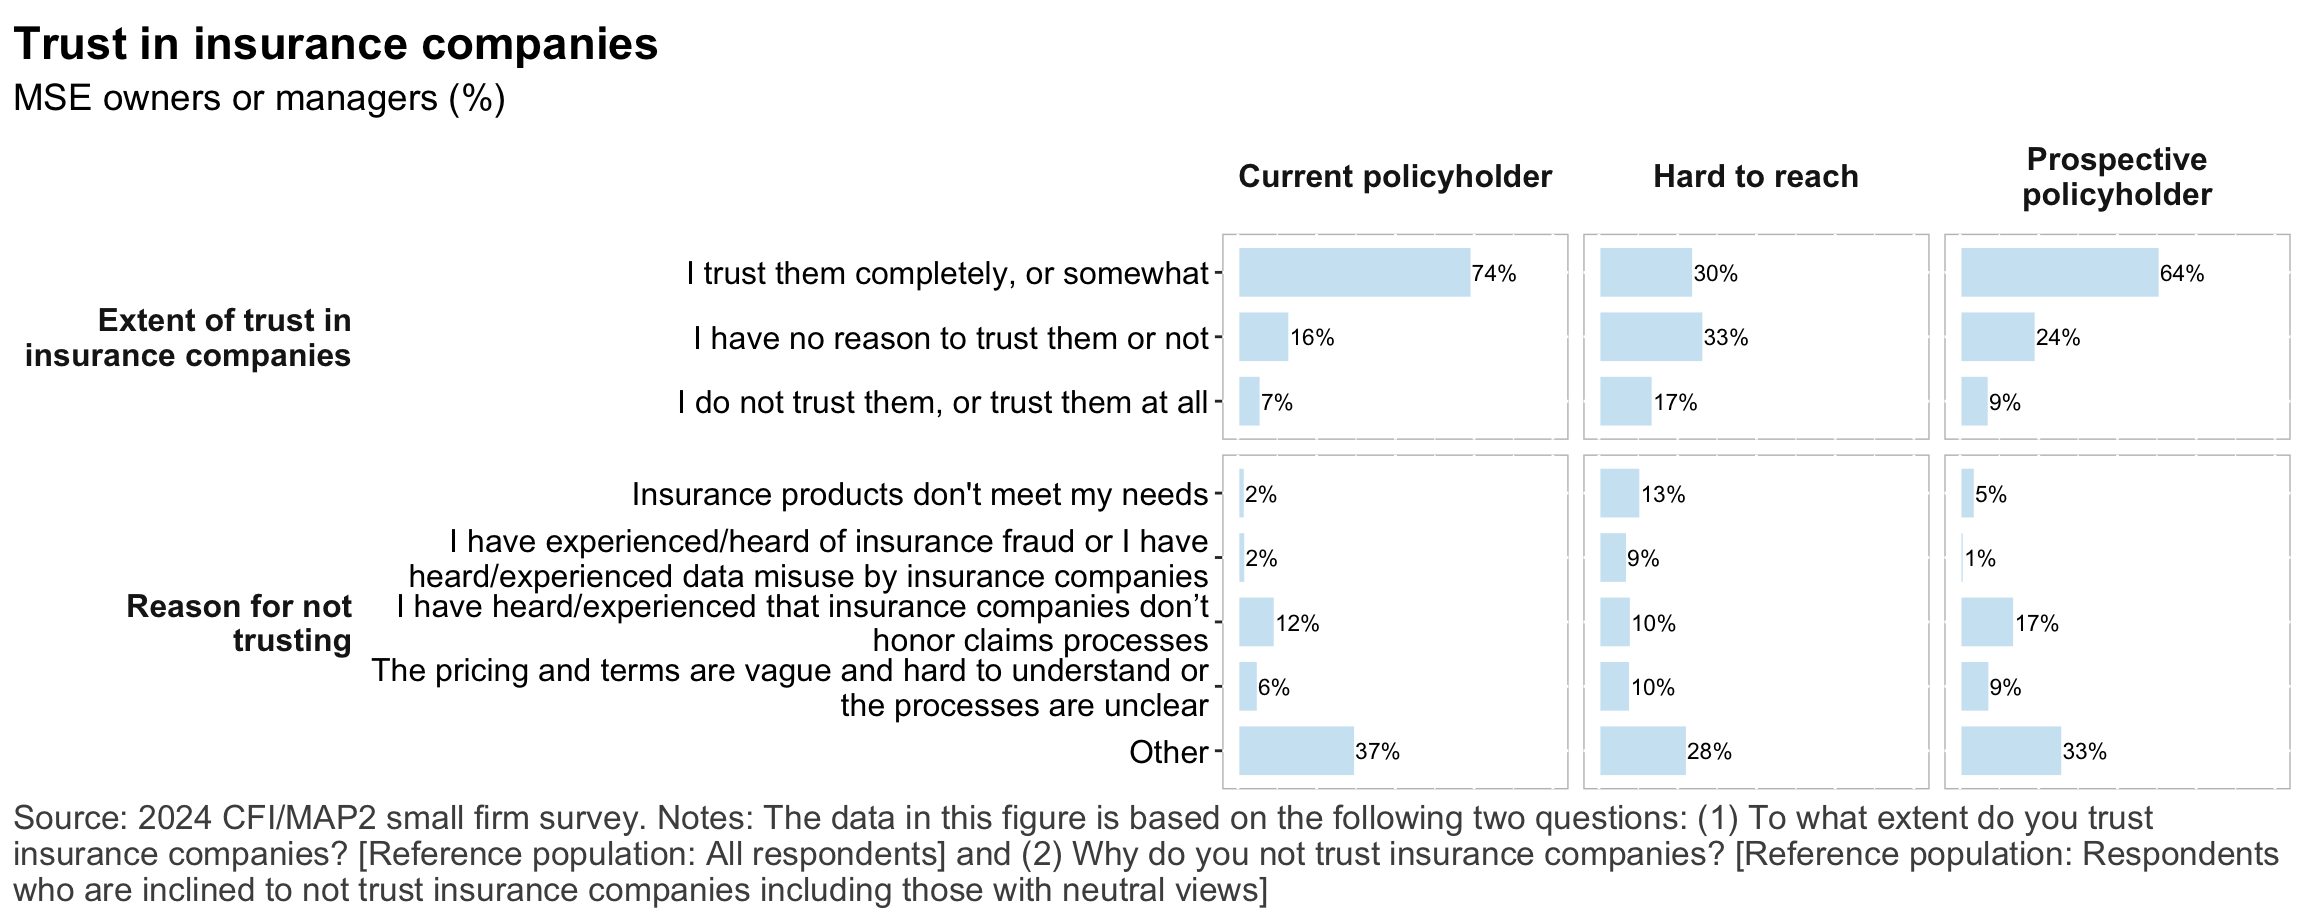 Trust in insurance companies
MSE owners or managers (%)
Current policyholder
Hard to reach
Prospective
policyholder
Extent of trust in
insurance companies
I trust them completely, or somewhat
74%
30%
64%
I have no reason to trust them or not
16%
33%
24%
I do not trust them, or trust them at all
7%
17%
9%
Reason for not
trusting
Insurance products don't meet my needs
2%
13%
5%
I have experienced/heard of insurance fraud or I have
heard/experienced data misuse by insurance companies
2%
9%
1%
I have heard/experienced that insurance companies don’t
honor claims processes
12%
10%
17%
The pricing and terms are vague and hard to understand or
the processes are unclear
6%
10%
9%
Other
37%
28%
33%
Source: 2024 CFI/MAP2 small firm survey. Notes: The data in this figure is based on the following two questions: (1) To what extent do you trust
insurance companies? [Reference population: All respondents] and (2) Why do you not trust insurance companies? [Reference population: Respondents
who are inclined to not trust insurance companies including those with neutral views]